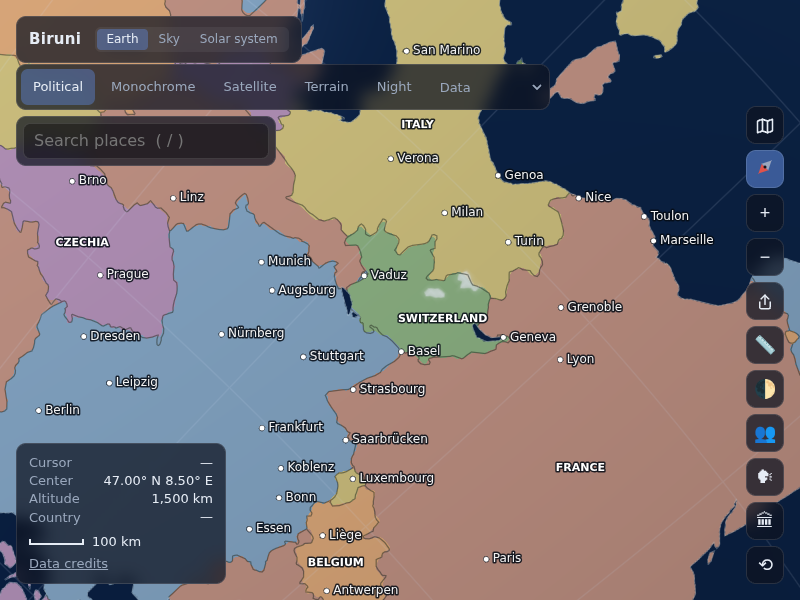 Biruni
Earth
Sky
Solar system
Political
Monochrome
Satellite
Terrain
Night
Data
Search places ( / )
San Marino
ITALY
Verona
Genoa
Brno
Linz
Nice
Milan
Toulon
CZECHIA
Turin
Marseille
Munich
Prague
Vaduz
Augsburg
Grenoble
SWITZERLAND
Dresden
Nürnberg
Geneva
Stuttgart
Basel
Lyon
Leipzig
Strasbourg
Berlin
Frankfurt
Saarbrücken
Koblenz
FRANCE
Luxembourg
Bonn
Essen
Liège
Paris
BELGIUM
Antwerpen
Cursor —
Center 47.00° N 8.50° E
Altitude 1,500 km
Country —
100 km
Data credits